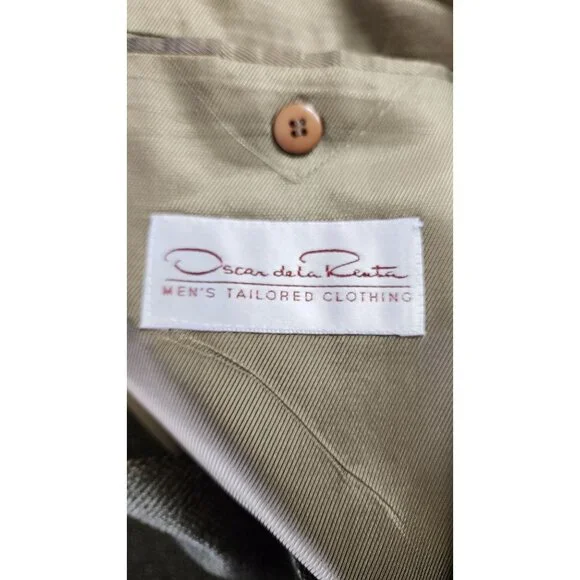 Oscar de la Renta
MEN'S TAILORED CLOTHING